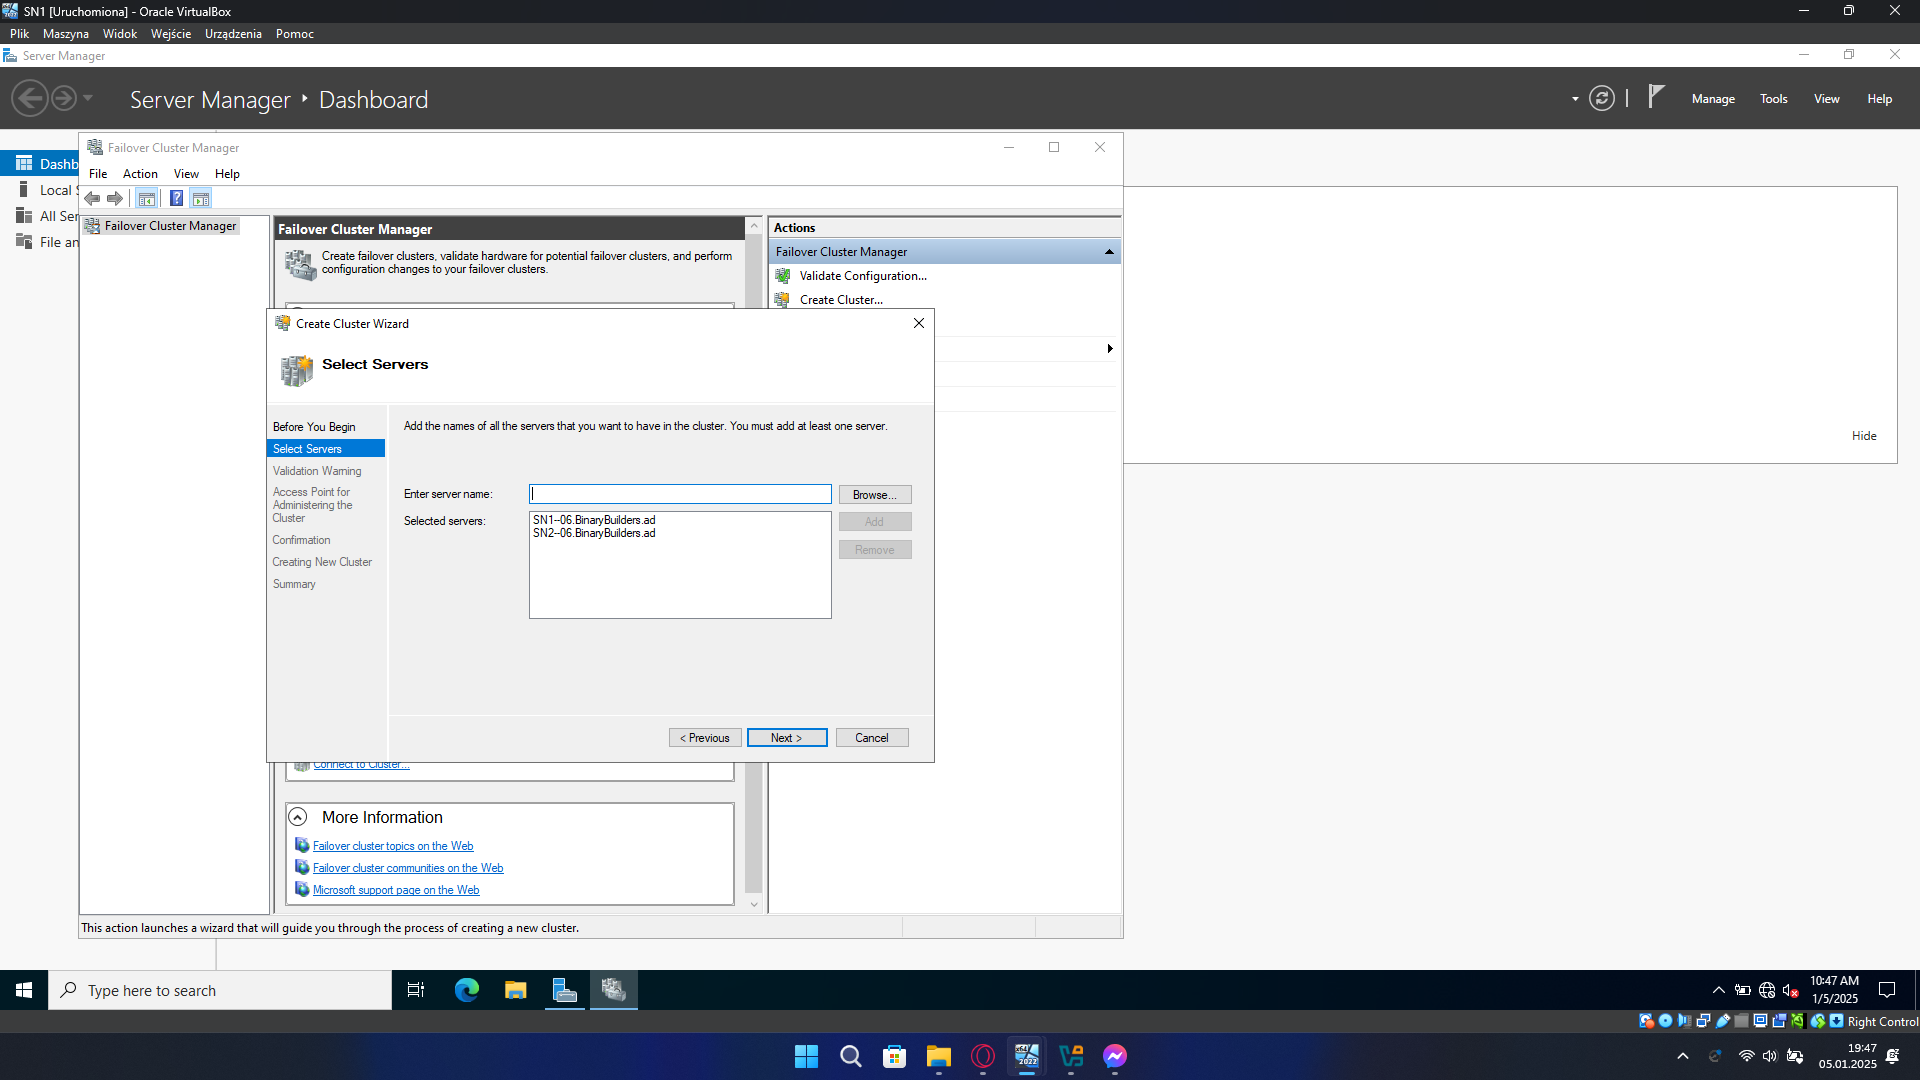 SN1 [Uruchomiona] - Oracle VirtualBox
Plik Maszyna Widok Wejście Urządzenia Pomoc
Server Manager
Server Manager Dashboard
Manage Tools View Help
Dashb
Local S
All Ser
File an
Failover Cluster Manager
File Action View Help
Failover Cluster Manager
Failover Cluster Manager
Create failover clusters, validate hardware for potential failover clusters, and perform
configuration changes to your failover clusters.
Actions
Failover Cluster Manager
Validate Configuration...
Create Cluster...
Hide
Create Cluster Wizard
Select Servers
Before You Begin
Select Servers
Validation Warning
Access Point for
Administering the
Cluster
Confirmation
Creating New Cluster
Summary
Add the names of all the servers that you want to have in the cluster. You must add at least one server.
Enter server name:
Browse...
Selected servers:
SN1--06.BinaryBuilders.ad
SN2--06.BinaryBuilders.ad
Add
Remove
< Previous
Next >
Cancel
Connect to Cluster...
More Information
Failover cluster topics on the Web
Failover cluster communities on the Web
Microsoft support page on the Web
This action launches a wizard that will guide you through the process of creating a new cluster.
Type here to search
10:47 AM
1/5/2025
Right Control
19:47
05.01.2025